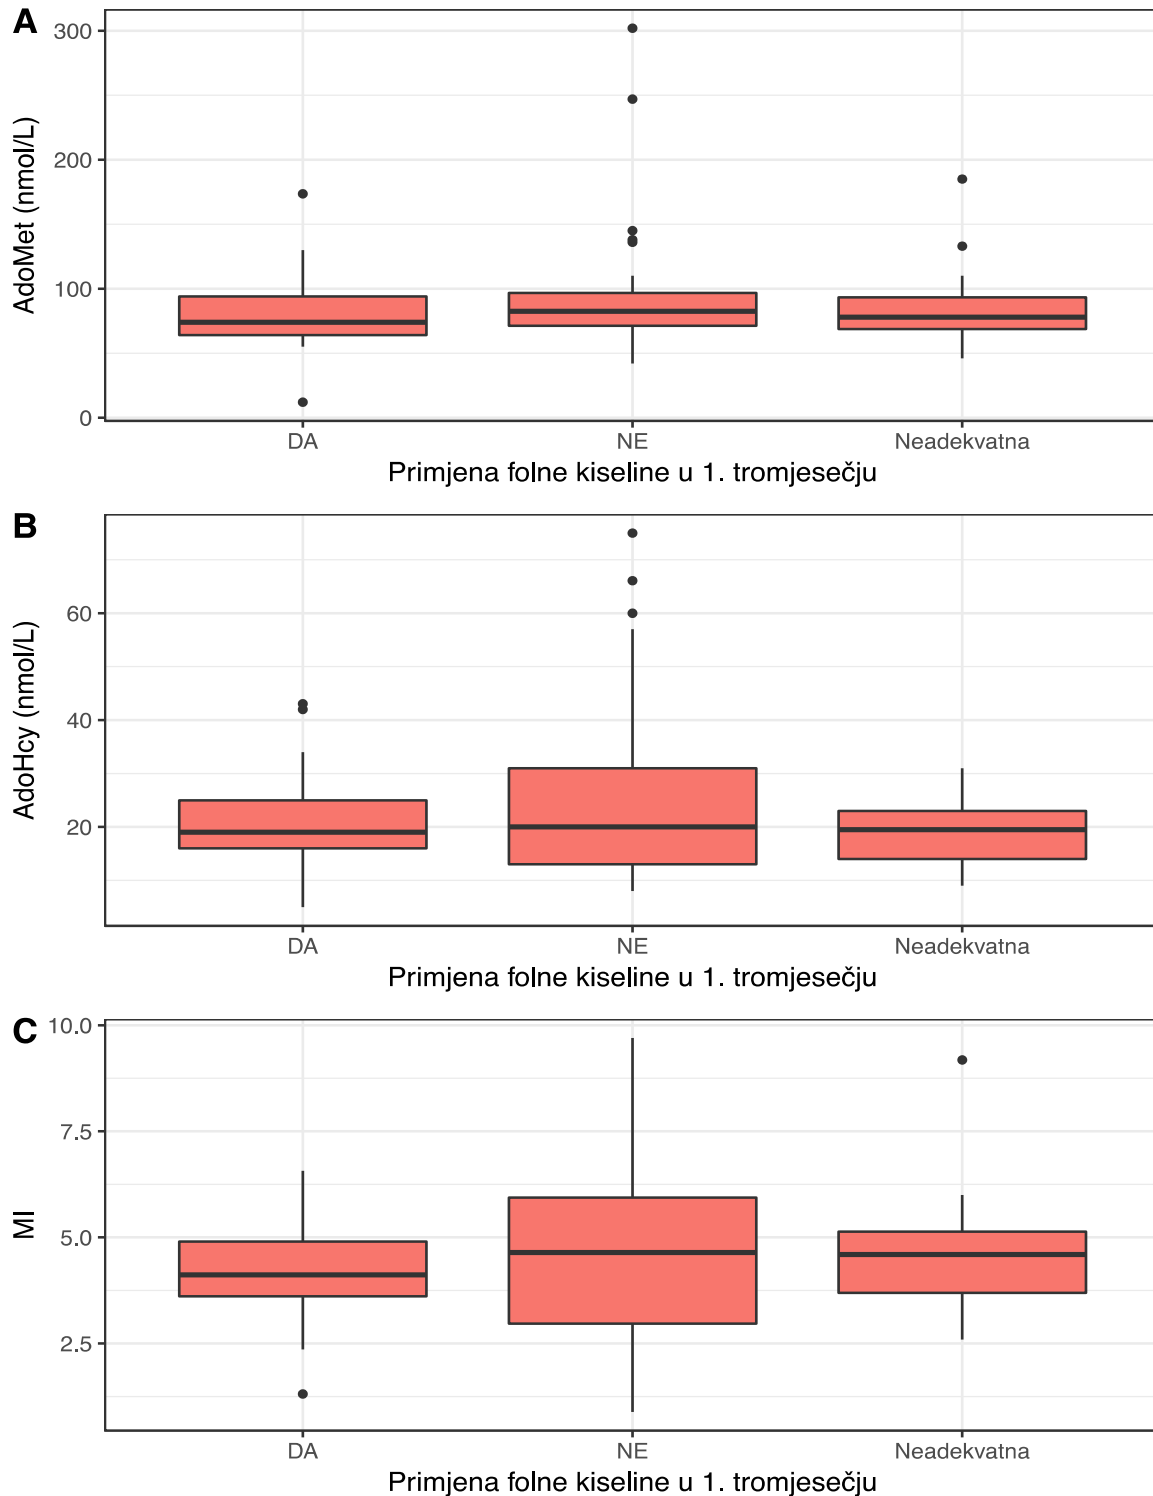 A
300
200
100
0
AdoMet (nmol/L)
DA NE Neadekvatna
Primjena folne kiseline u 1. tromjesečju
B
60
40
20
AdoHcy (nmol/L)
DA NE Neadekvatna
Primjena folne kiseline u 1. tromjesečju
C
10.0
7.5
5.0
2.5
MI
DA NE Neadekvatna
Primjena folne kiseline u 1. tromjesečju